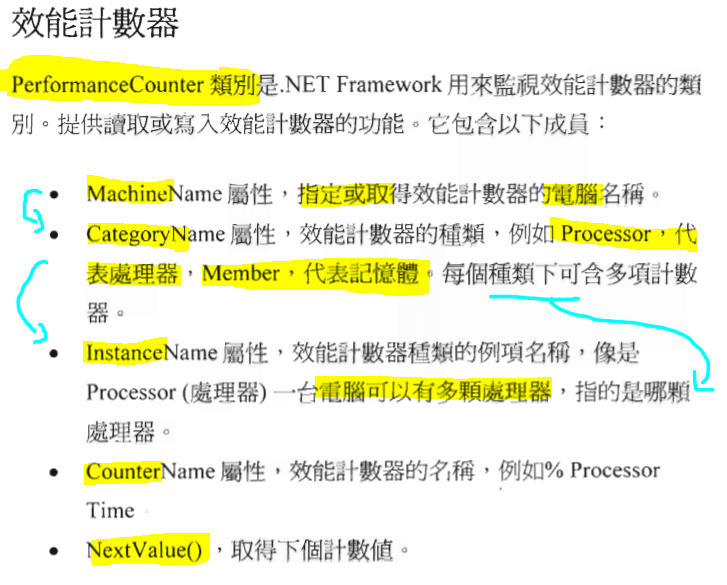 效能計數器
PerformanceCounter 類別是.NET Framework 用來監視效能計數器的類
別。提供讀取或寫入效能計數器的功能。它包含以下成員：
• MachineName 屬性，指定或取得效能計數器的電腦名稱。
• CategoryName 屬性，效能計數器的種類，例如 Processor，代
表處理器，Member，代表記憶體。每個種類下可含多項計數
器。
• InstanceName 屬性，效能計數器種類的例項名稱，像是
Processor (處理器) 一台電腦可以有多顆處理器，指的是哪顆
處理器。
• CounterName 屬性，效能計數器的名稱，例如% Processor
Time
• NextValue()，取得下個計數值。